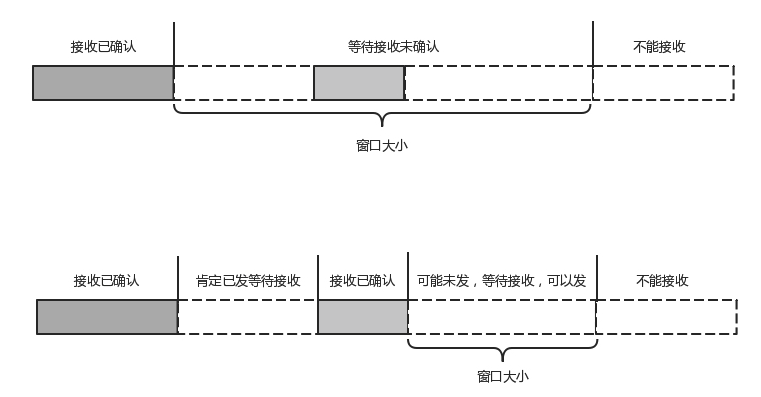 接收已确认
等待接收未确认
不能接收
窗口大小
接收已确认
肯定已发等待接收
接收已确认
可能未发，等待接收，可以发
不能接收
窗口大小